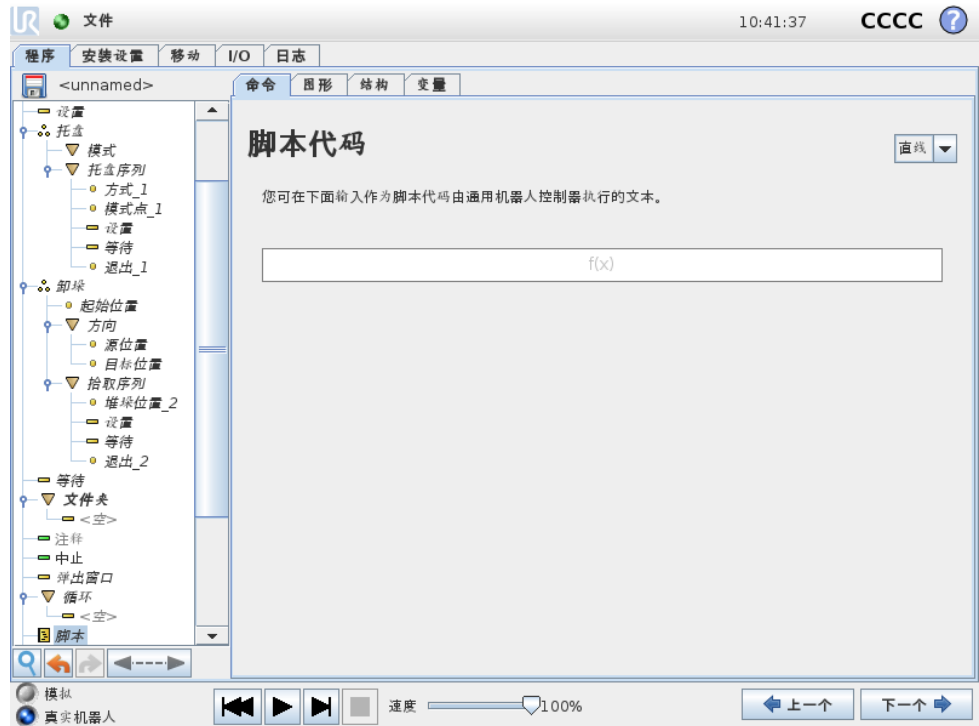 UR 文件 10:41:37 CCCC ?
程序 安装设置 移动 I/O 日志
<unnamed>
命令 图形 结构 变量
设置
托盘
模式
托盘序列
方式_1
模式点_1
设置
等待
退出_1
卸垛
起始位置
方向
源位置
目标位置
拾取序列
堆垛位置_2
设置
等待
退出_2
等待
文件夹
<空>
注释
中止
弹出窗口
循环
<空>
脚本
脚本代码
直线
您可在下面输入作为脚本代码由通用机器人控制器执行的文本。
f(x)
模拟
真实机器人
速度 100%
上一个 下一个